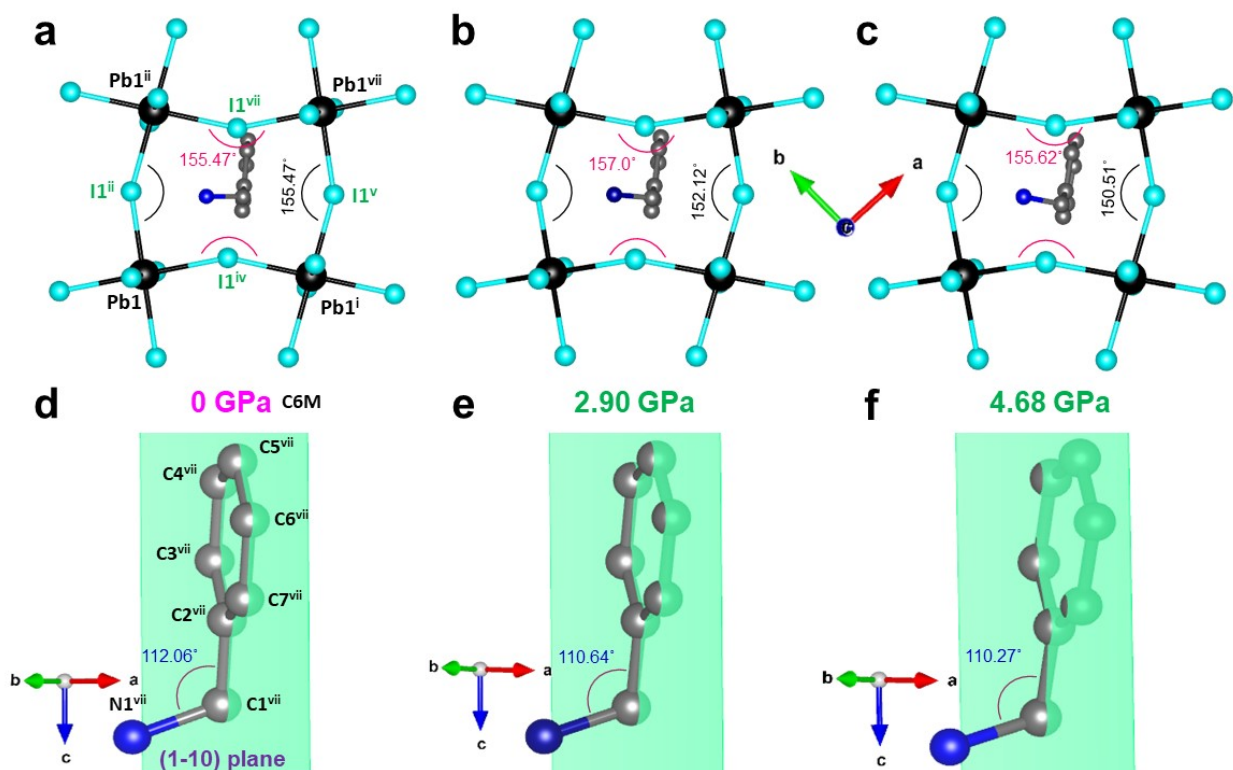 a
b
c
Pb1ii
Pb1vii
I1vii
155.47°
157.0°
155.62°
155.47°
152.12°
150.51°
I1ii
I1v
b
a
c
I1iv
Pb1
Pb1i
d
0 GPa
C6M
e
2.90 GPa
f
4.68 GPa
C5vii
C4vii
C6vii
C3vii
C7vii
C2vii
112.06°
110.64°
110.27°
b
a
b
a
b
a
N1vii
C1vii
c
c
c
(1-10) plane